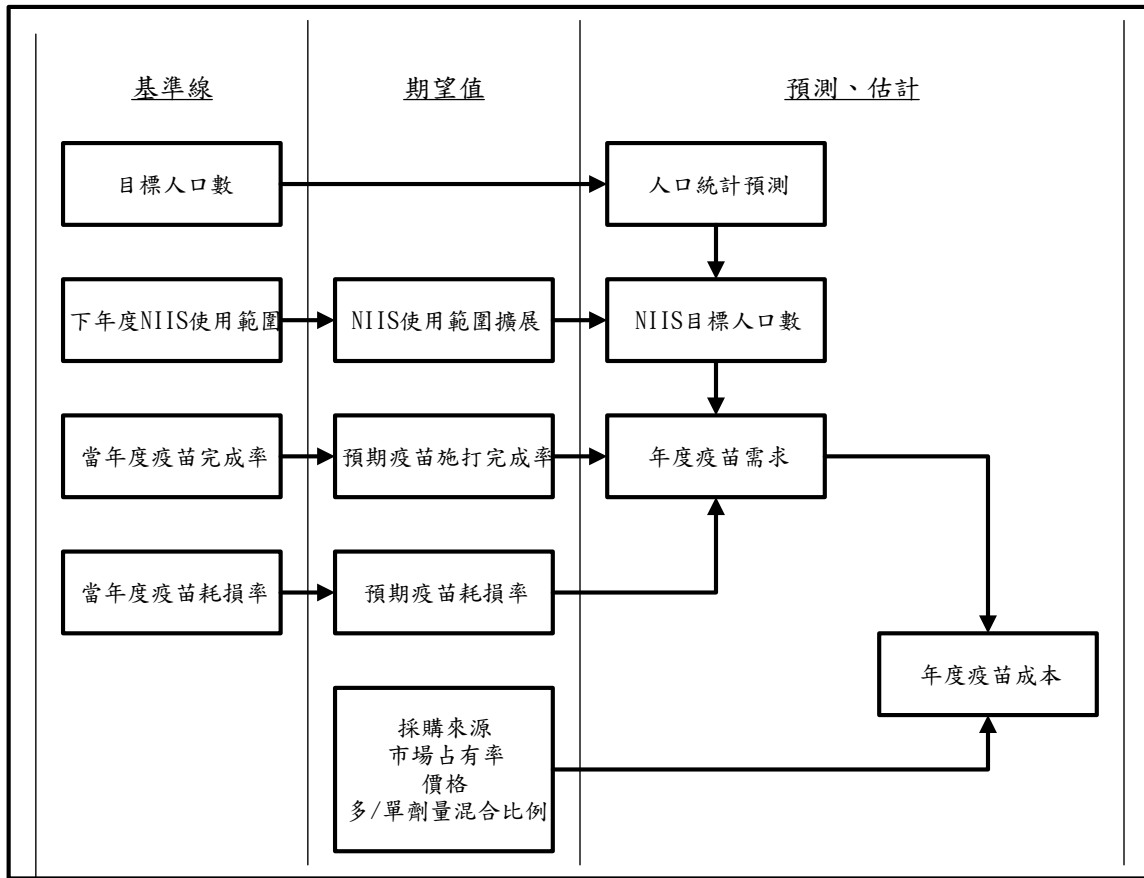 基準線
期望值
預測、估計
目標人口數
人口統計預測
下年度NIIS使用範圍
NIIS使用範圍擴展
NIIS目標人口數
當年度疫苗完成率
預期疫苗施打完成率
年度疫苗需求
當年度疫苗耗損率
預期疫苗耗損率
年度疫苗成本
採購來源
市場占有率
價格
多/單劑量混合比例